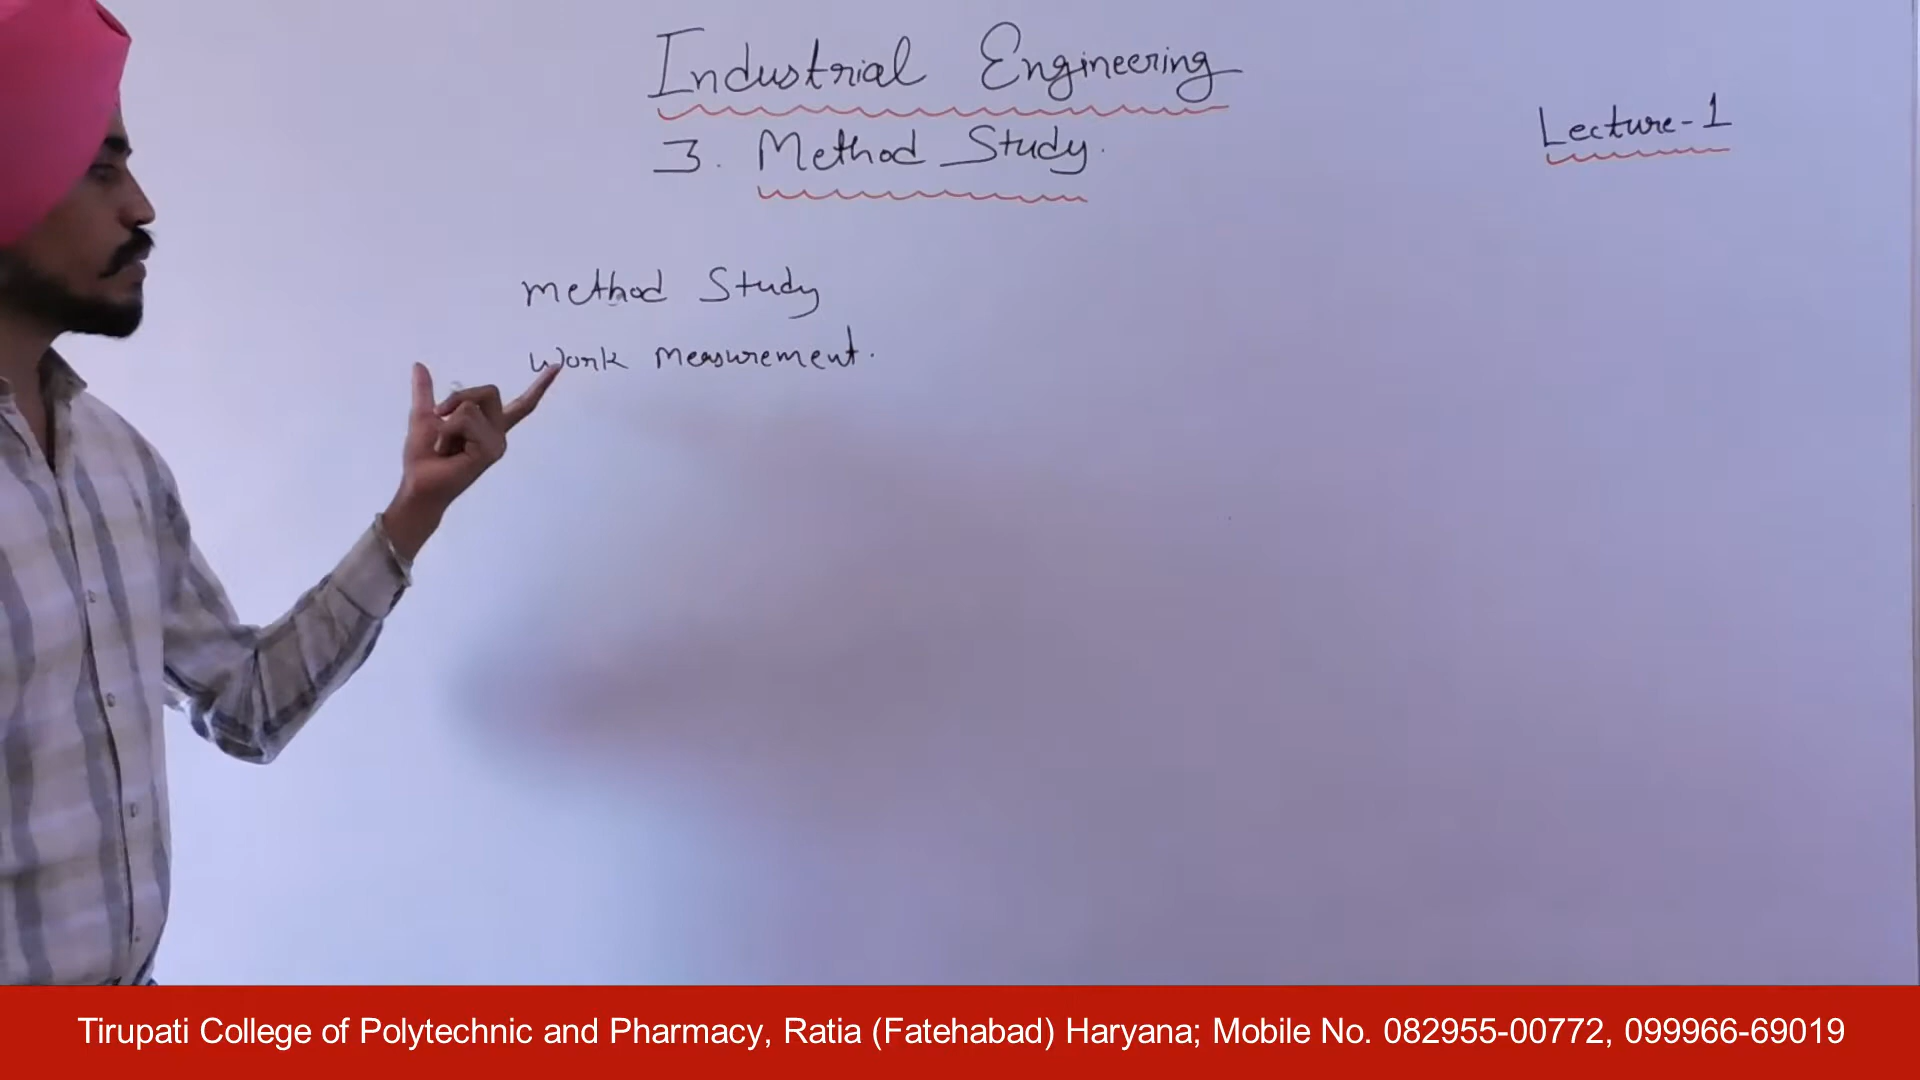 Industrial Engineering
3. Method Study.
Lecture-1
Method Study
Work Measurement.
Tirupati College of Polytechnic and Pharmacy, Ratia (Fatehabad) Haryana; Mobile No. 082955-00772, 099966-69019